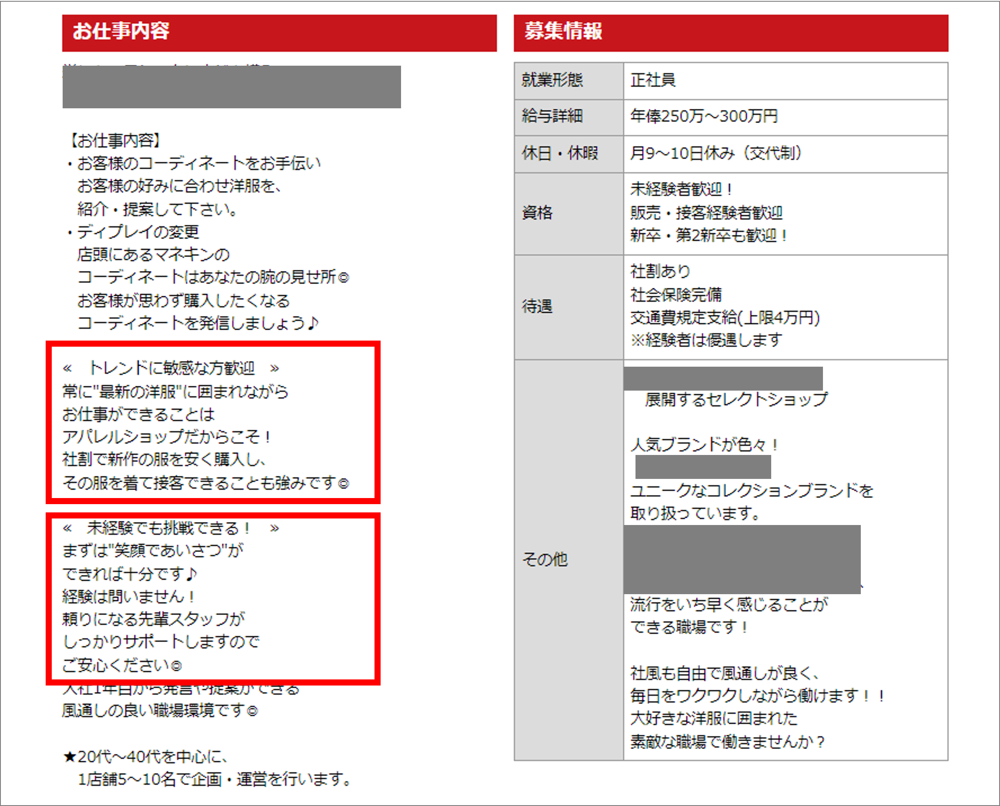 お仕事内容
【お仕事内容】
・お客様のコーディネートをお手伝い
お客様の好みに合わせ洋服を、
紹介・提案して下さい。
・ディプレイの変更
店頭にあるマネキンの
コーディネートはあなたの腕の見せ所◎
お客様が思わず購入したくなる
コーディネートを発信しましょう♪
≪　トレンドに敏感な方歓迎　≫
常に"最新の洋服"に囲まれながら
お仕事ができることは
アパレルショップだからこそ！
社割で新作の服を安く購入し、
その服を着て接客できることも強みです◎
≪　未経験でも挑戦できる！　≫
まずは"笑顔であいさつ"が
できれば十分です♪
経験は問いません！
頼りになる先輩スタッフが
しっかりサポートしますので
ご安心ください◎
入社1年目から発言や提案ができる
風通しの良い職場環境です◎
★20代～40代を中心に、
1店舗5～10名で企画・運営を行います。
募集情報
就業形態 正社員
給与詳細 年俸250万～300万円
休日・休暇 月9～10日休み（交代制）
資格
未経験者歓迎！
販売・接客経験者歓迎
新卒・第2新卒も歓迎！
待遇
社割あり
社会保険完備
交通費規定支給(上限4万円)
※経験者は優遇します
その他
展開するセレクトショップ
人気ブランドが色々！
ユニークなコレクションブランドを
取り扱っています。
、
流行をいち早く感じることが
できる職場です！
社風も自由で風通しが良く、
毎日をワクワクしながら働けます！！
大好きな洋服に囲まれた
素敵な職場で働きませんか？